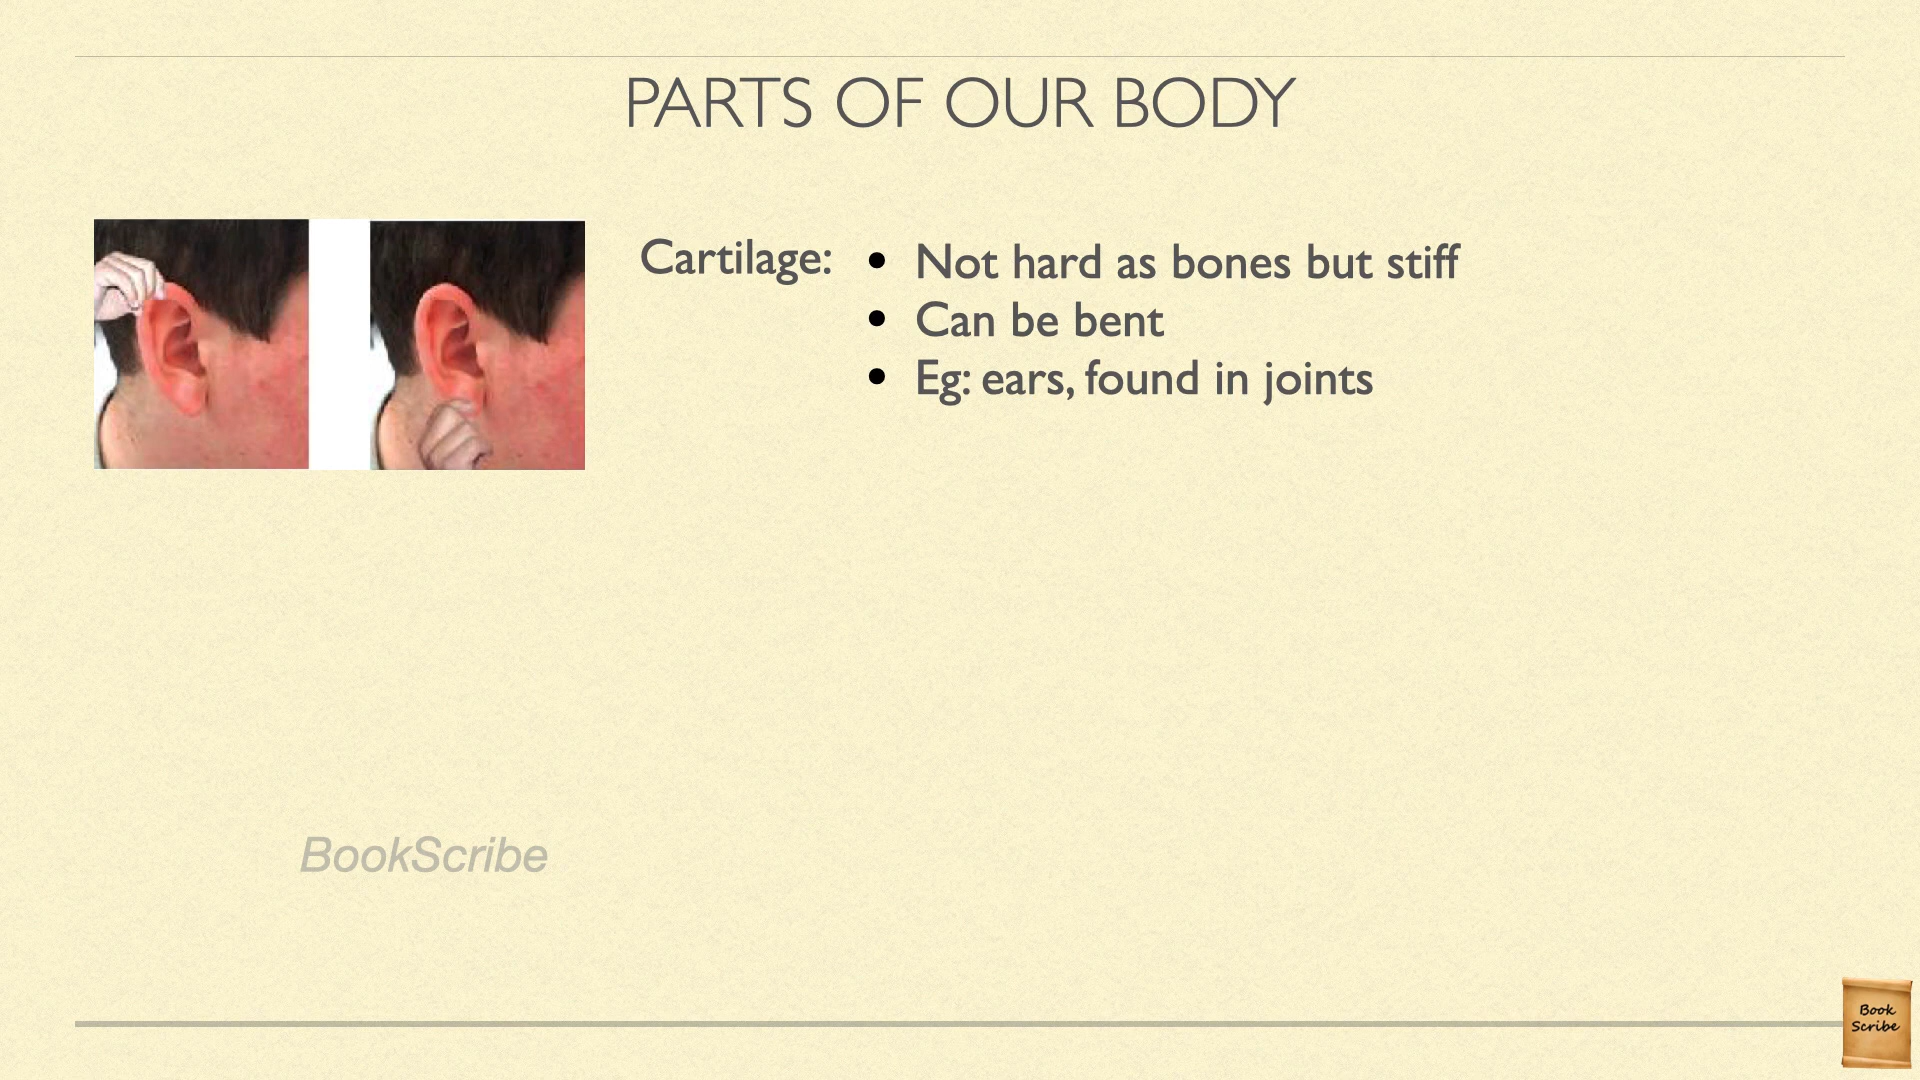 PARTS OF OUR BODY
Cartilage:
• Not hard as bones but stiff
• Can be bent
• Eg: ears, found in joints
BookScribe
Book
Scribe